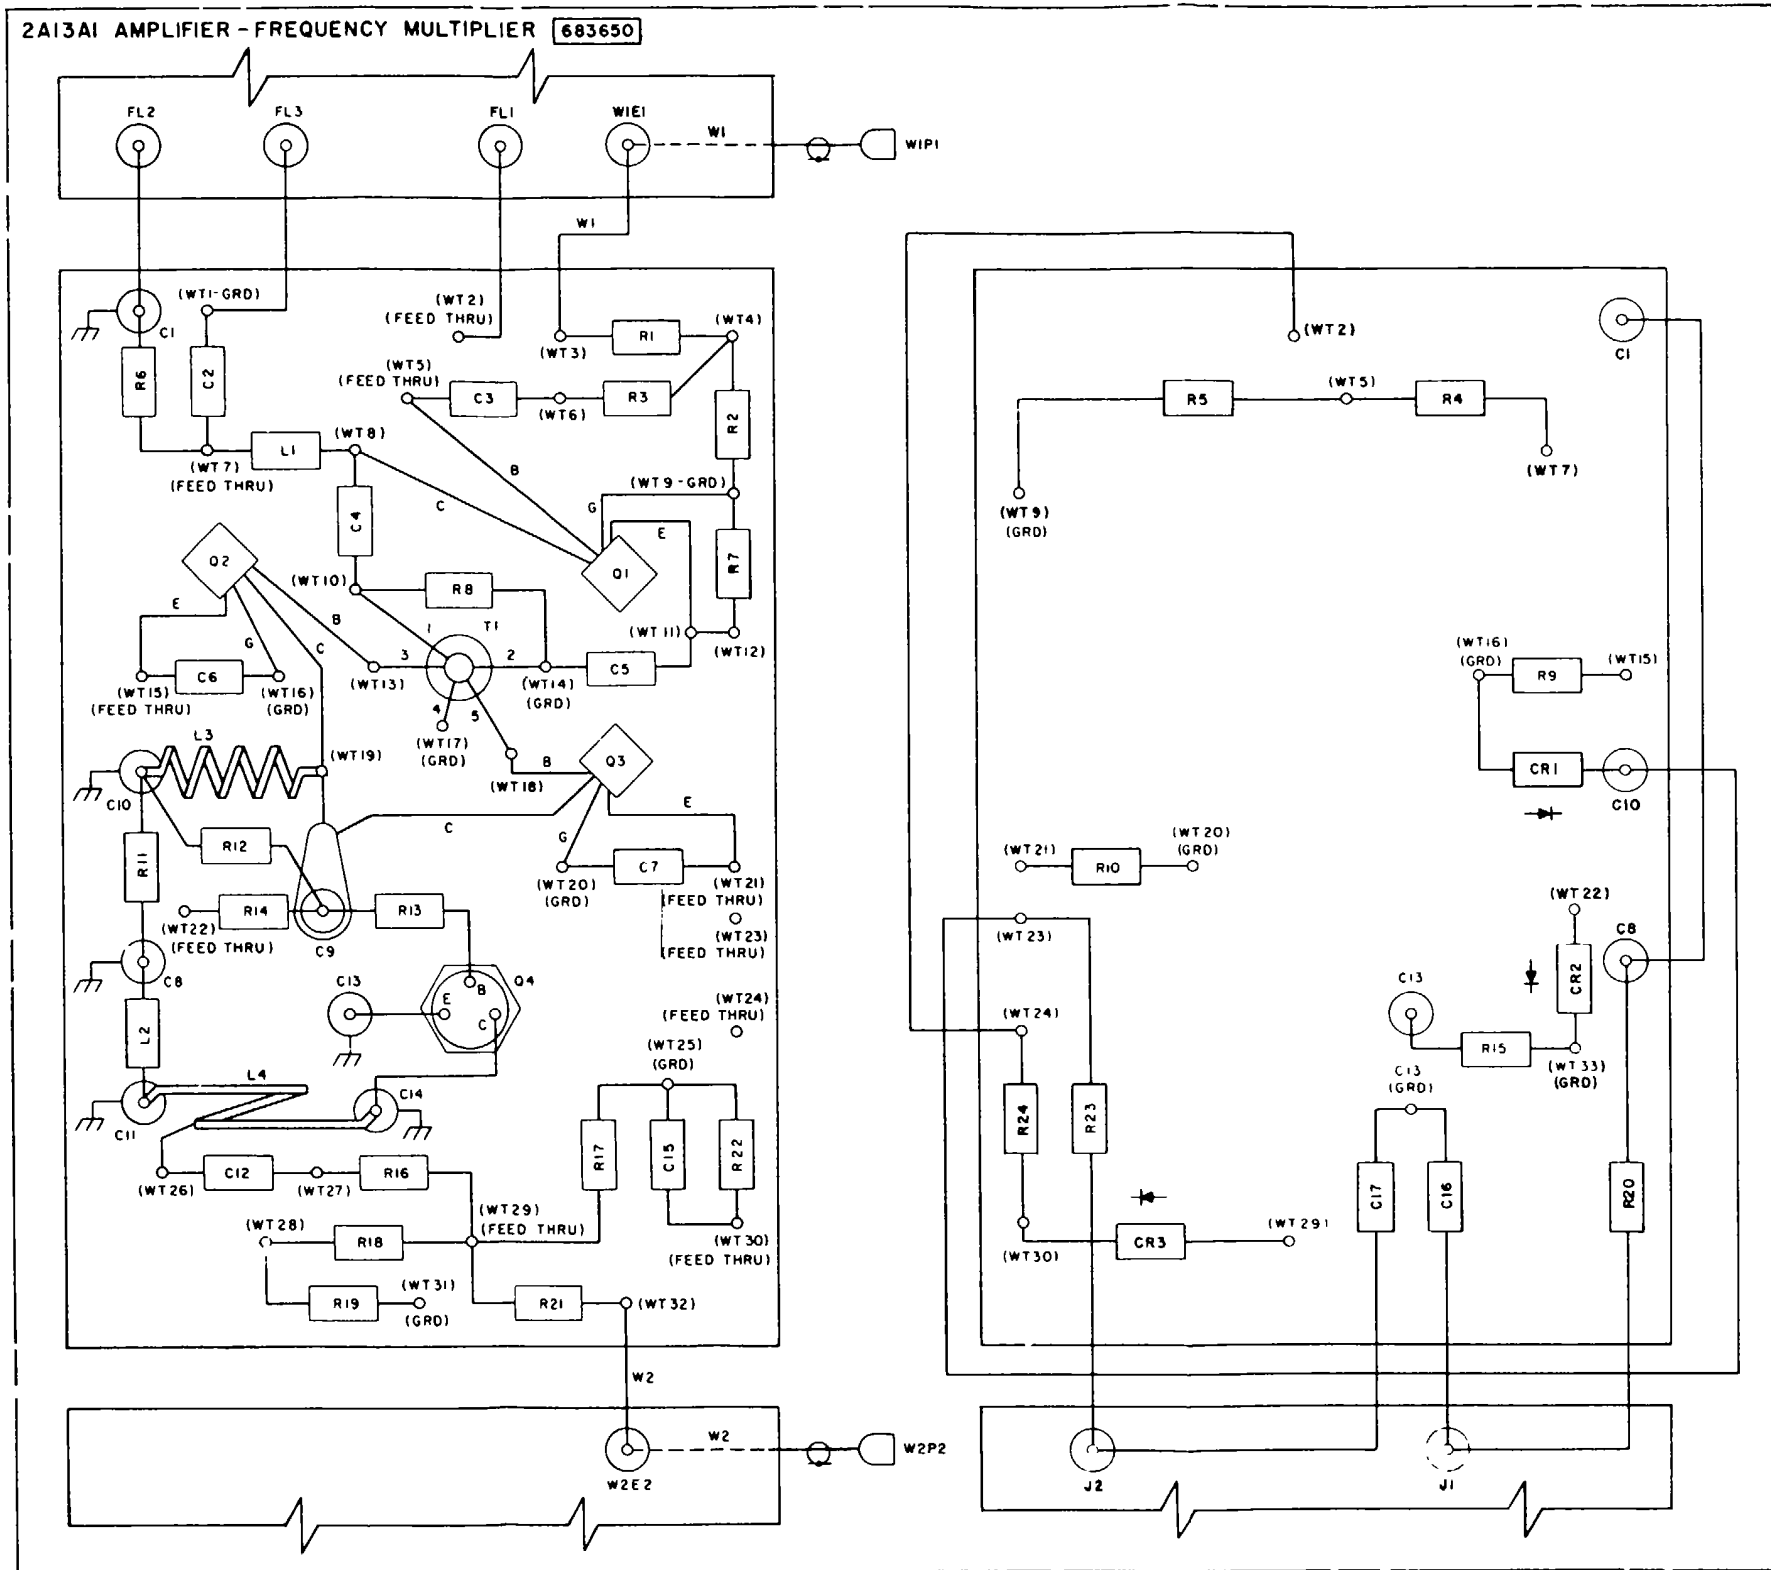 2A13A1 AMPLIFIER-FREQUENCY MULTIPLIER 683650
FL2 FL3 FL1 W1E1
W1 W1P1
W1
(WT1-GRD)
C1
(WT2)
(FEED THRU)
(WT3)
R1
(WT4)
R6
C2
(WT5)
(FEED THRU)
C3
(WT6)
R3
R2
(WT7)
(FEED THRU)
L1
(WT8)
B
C
(WT9-GRD)
G
E
C4
Q2
Q1
R7
(WT10)
R8
E
B
G
C
1
T1
(WT11)
(WT12)
3
2
C5
(WT15)
(FEED THRU)
C6
(WT16)
(GRD)
(WT13)
(WT14)
(GRD)
4
5
(WT17)
(GRD)
L3
(WT19)
B
(WT18)
Q3
C10
C
E
G
R12
R11
C7
(WT20)
(GRD)
(WT21)
(FEED THRU)
R14
R13
(WT22)
(FEED THRU)
C9
(WT23)
(FEED THRU)
C8
C13
E
B
C
Q4
(WT24)
(FEED THRU)
L2
(WT25)
(GRD)
L4
C14
C11
R17
C15
R22
(WT26)
C12
(WT27)
R16
(WT28)
R18
(WT29)
(FEED THRU)
(WT30)
(FEED THRU)
R19
(WT31)
(GRD)
R21
(WT32)
W2
W2 W2P2
W2E2
(WT2)
C1
R5
(WT5)
R4
(WT9)
(GRD)
(WT7)
(WT16)
(GRD)
R9
(WT15)
CR1
C10
(WT21)
R10
(WT20)
(GRD)
(WT23)
(WT22)
C8
C13
CR2
(WT24)
R15
(WT33)
(GRD)
C13
(GRD)
R24
R23
C17
C16
R20
(WT30)
CR3
(WT29)
J2
J1